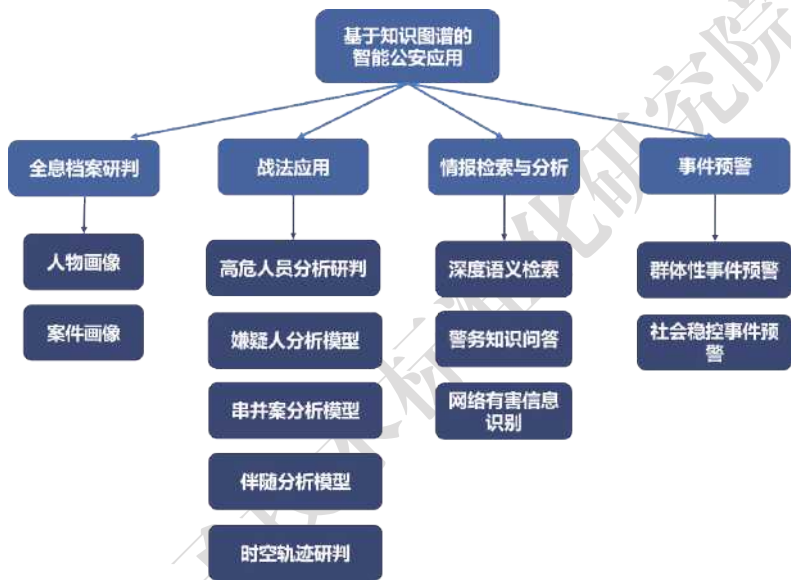 基于知识图谱的
智能公安应用
全息档案研判
战法应用
情报检索与分析
事件预警
人物画像
案件画像
高危人员分析研判
嫌疑人分析模型
串并案分析模型
伴随分析模型
时空轨迹研判
深度语义检索
警务知识问答
网络有害信息
识别
群体性事件预警
社会稳控事件预
警